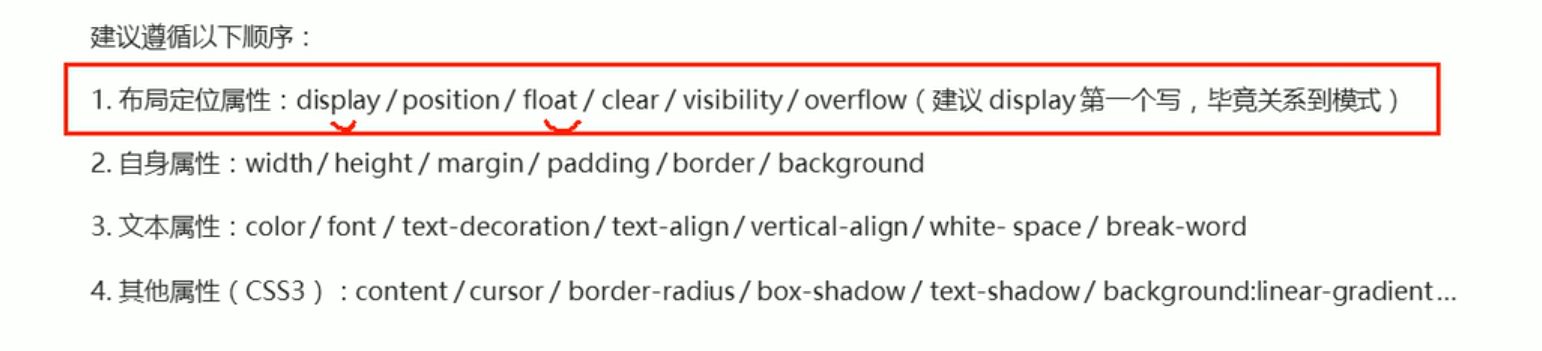 建议遵循以下顺序：
1. 布局定位属性：display / position / float / clear / visibility / overflow（建议 display 第一个写，毕竟关系到模式）
2. 自身属性：width / height / margin / padding / border / background
3. 文本属性：color / font / text-decoration / text-align / vertical-align / white- space / break-word
4. 其他属性（CSS3）：content / cursor / border-radius / box-shadow / text-shadow / background:linear-gradient...